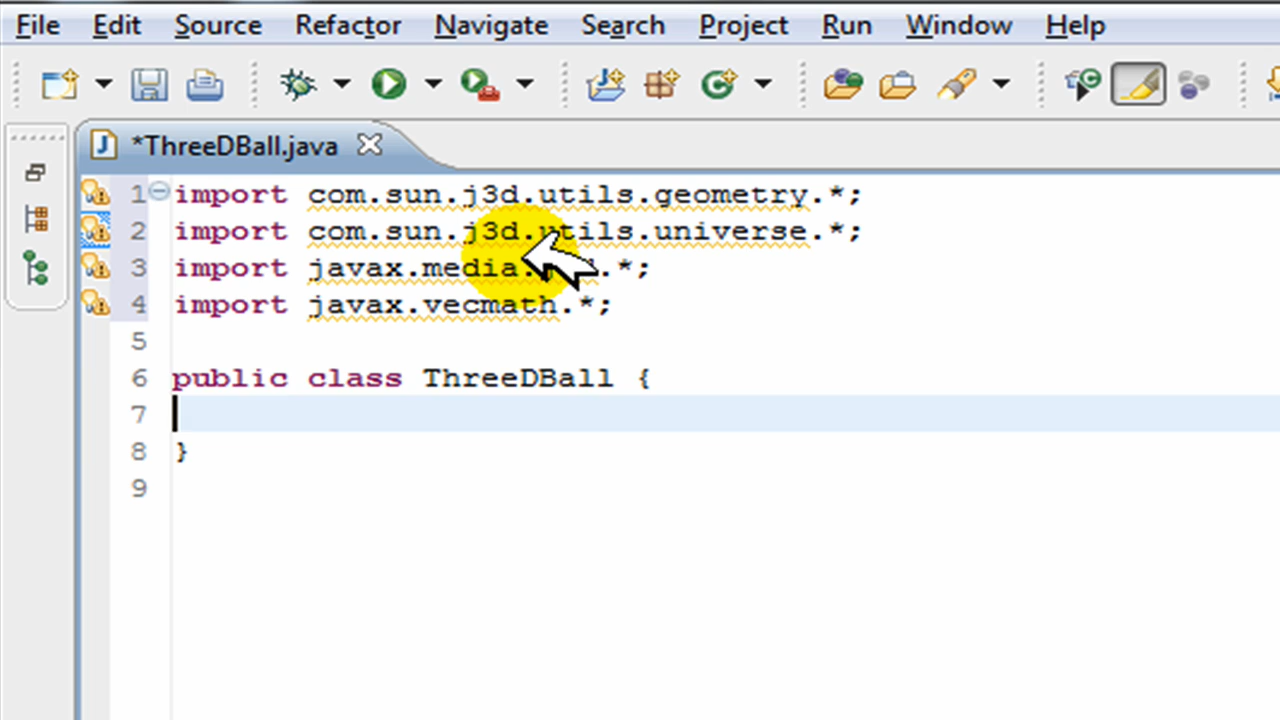 File Edit Source Refactor Navigate Search Project Run Window Help
*ThreeDBall.java
1 import com.sun.j3d.utils.geometry.*;
2 import com.sun.j3d.utils.universe.*;
3 import javax.media. .*;
4 import javax.vecmath.*;
5
6 public class ThreeDBall {
7
8 }
9